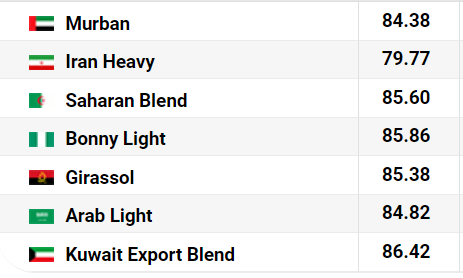 Murban 84.38
Iran Heavy 79.77
Saharan Blend 85.60
Bonny Light 85.86
Girassol 85.38
Arab Light 84.82
Kuwait Export Blend 86.42